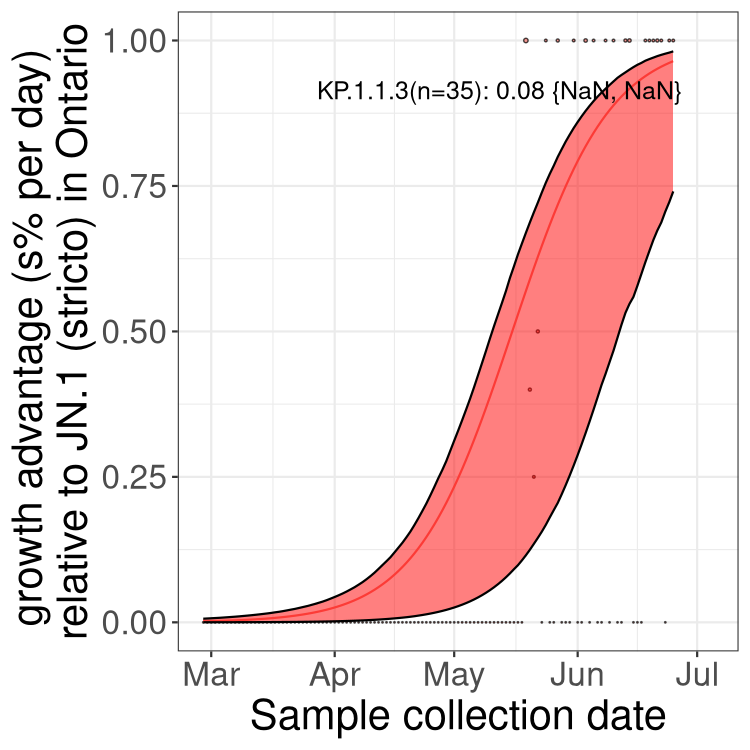 growth advantage (s% per day)
relative to JN.1 (stricto) in Ontario
1.00
0.75
0.50
0.25
0.00
KP.1.1.3(n=35): 0.08 {NaN, NaN}
Mar Apr May Jun Jul
Sample collection date